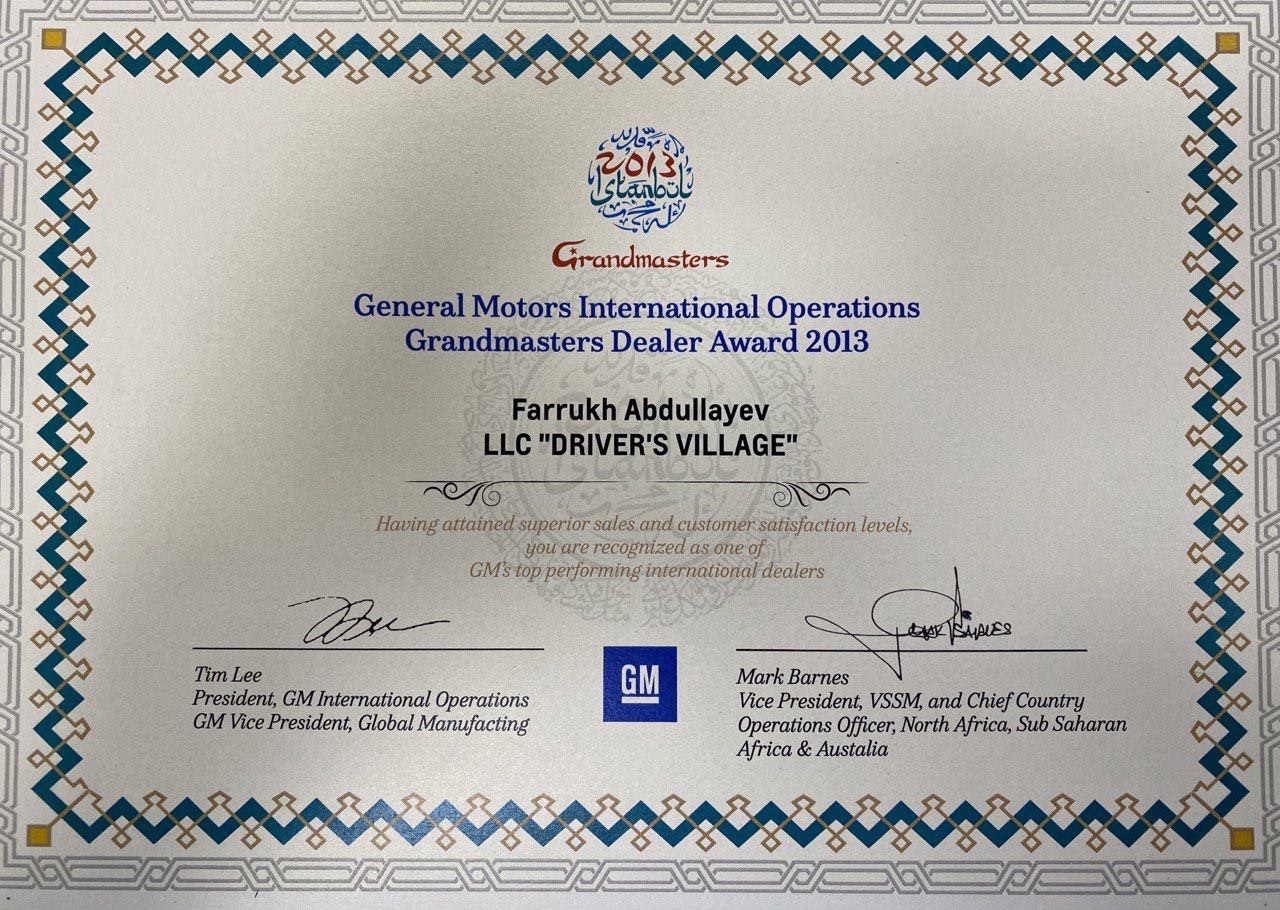 2013
Istanbul
Grandmasters
General Motors International Operations
Grandmasters Dealer Award 2013
Farrukh Abdullayev
LLC "DRIVER'S VILLAGE"
Having attained superior sales and customer satisfaction levels,
you are recognized as one of
GM's top performing international dealers
Tim Lee
President, GM International Operations
GM Vice President, Global Manufacting
GM
Mark Barnes
Vice President, VSSM, and Chief Country
Operations Officer, North Africa, Sub Saharan
Africa & Austalia